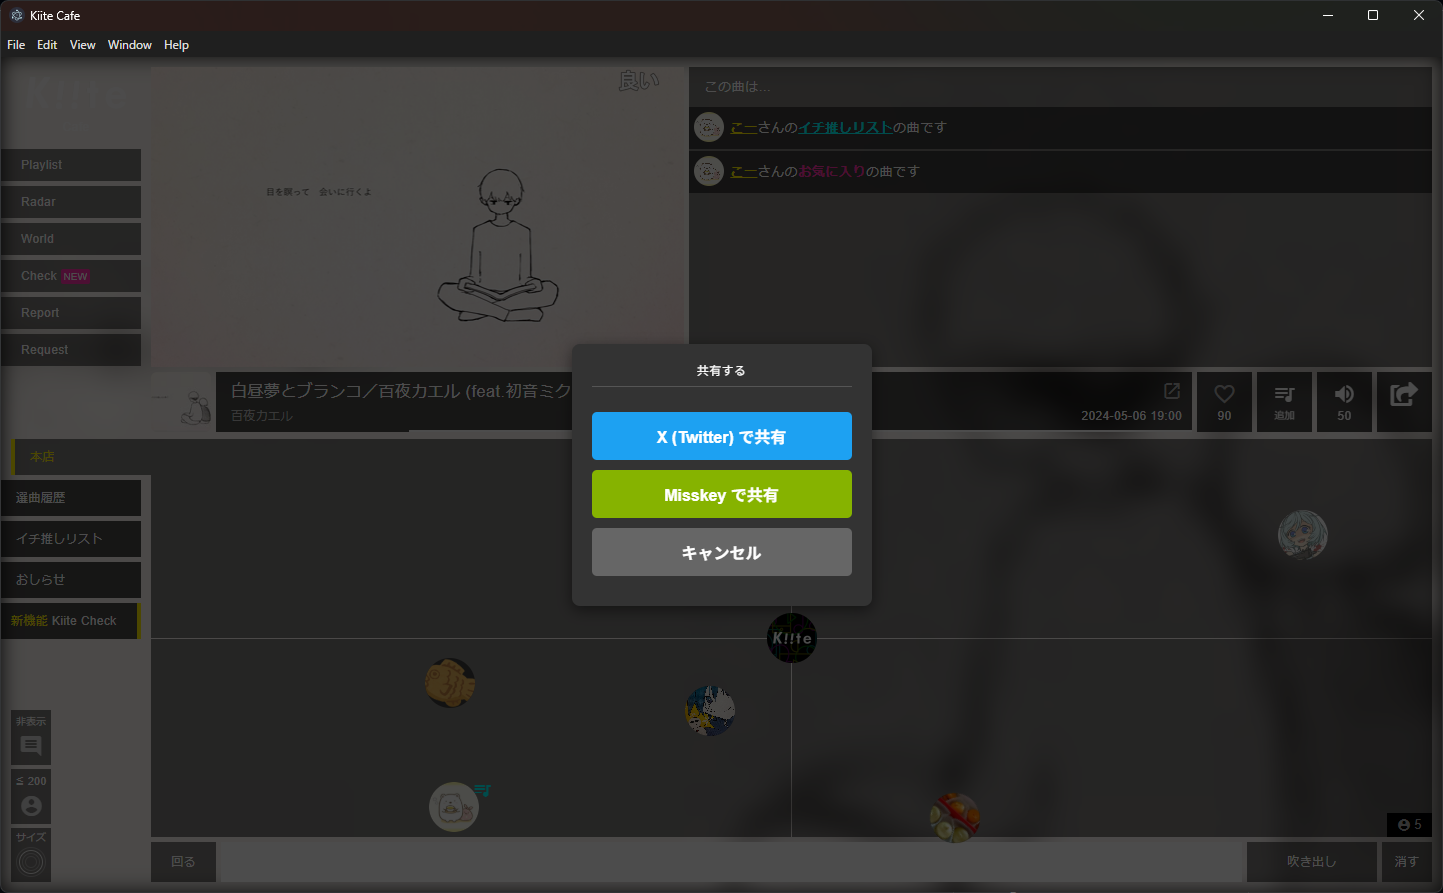 Kiite Cafe
File Edit View Window Help
K!!te
良い
この曲は...
こーさんのイチ推しリストの曲です
こーさんのお気に入りの曲です
目を瞑って 会いに行くよ
Playlist
Radar
World
Check NEW
Report
Request
白昼夢とブランコ／百夜カエル (feat.初音ミク
百夜カエル
2024-05-06 19:00
90
追加
50
共有する
X (Twitter) で共有
Misskey で共有
キャンセル
本店
選曲履歴
イチ推しリスト
おしらせ
新機能 Kiite Check
K!!te
非表示
≤ 200
サイズ
5
回る
吹き出し
消す